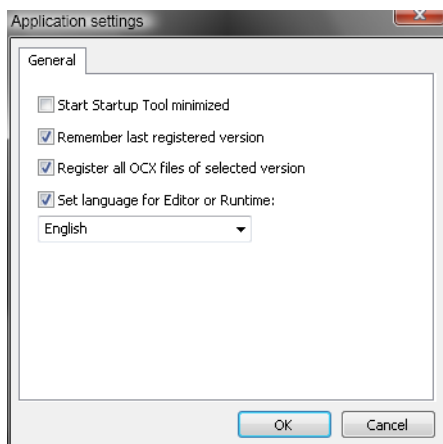 Application settings
General
Start Startup Tool minimized
Remember last registered version
Register all OCX files of selected version
Set language for Editor or Runtime:
English
OK
Cancel